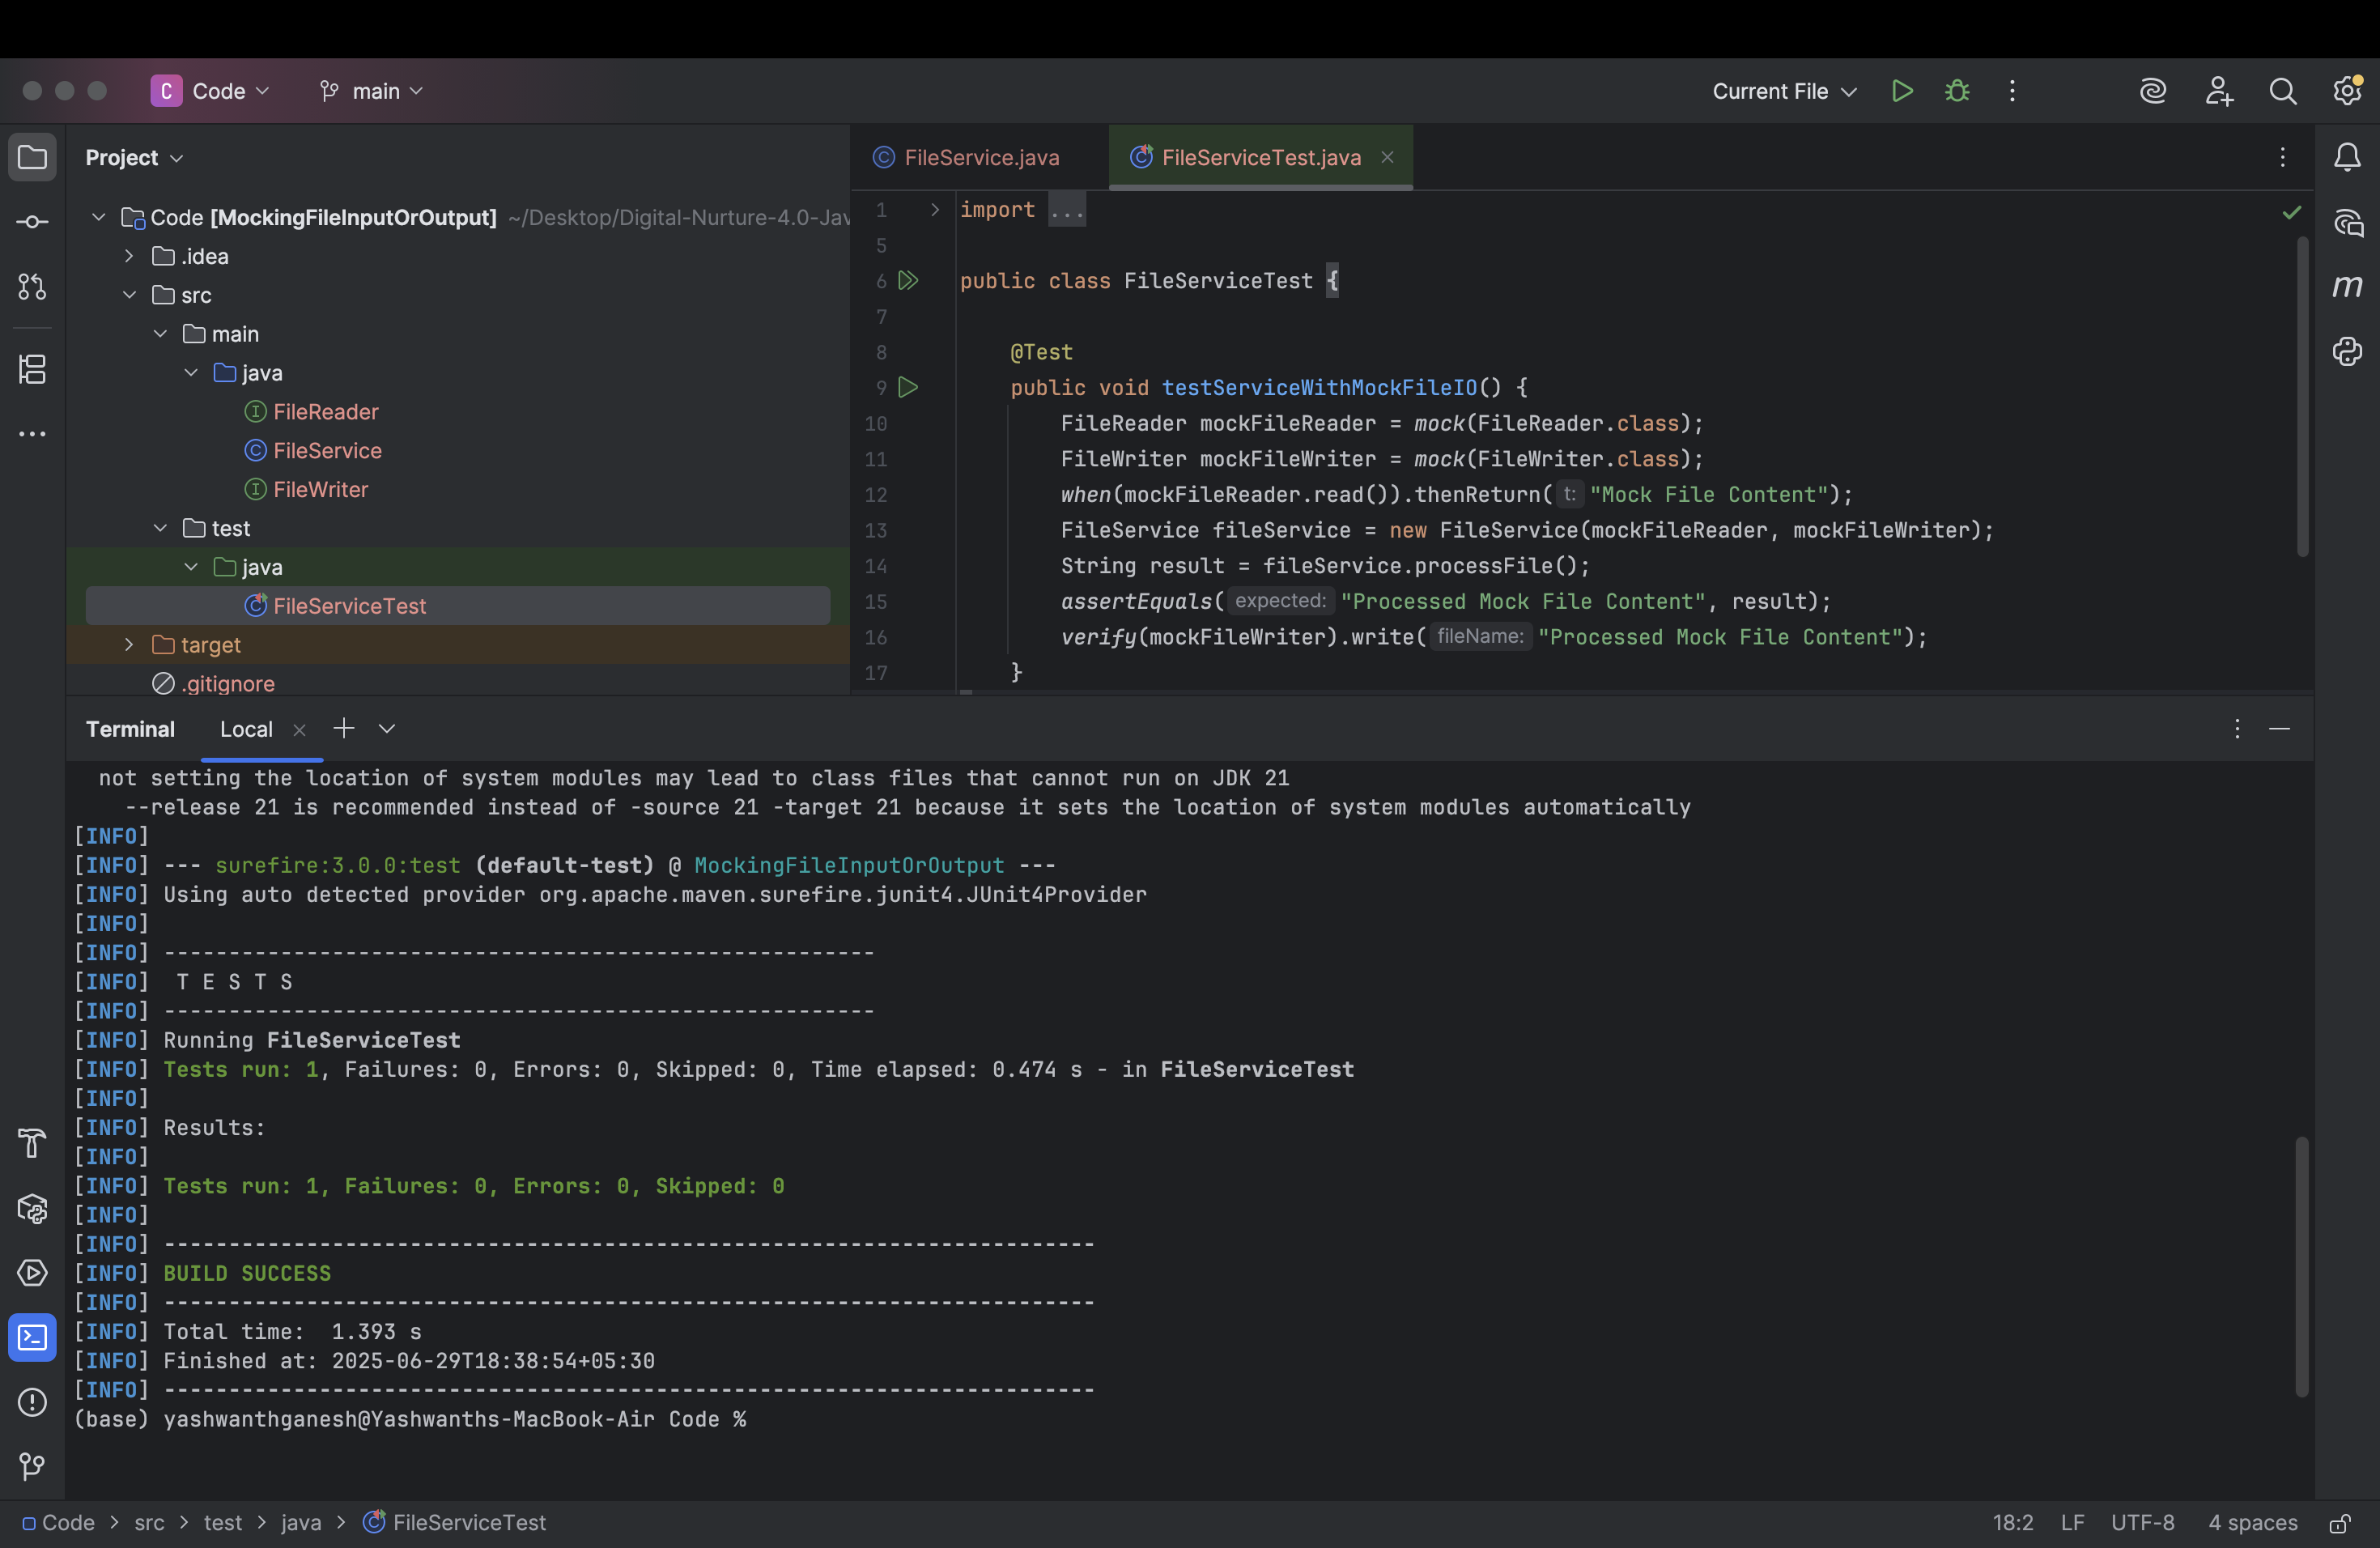 C Code main Current File
Project
Code [MockingFileInputOrOutput] ~/Desktop/Digital-Nurture-4.0-Jav
.idea
src
main
java
FileReader
FileService
FileWriter
test
java
FileServiceTest
target
.gitignore
FileService.java FileServiceTest.java
1 import ...
5
6 public class FileServiceTest {
7
8 @Test
9 public void testServiceWithMockFileIO() {
10 FileReader mockFileReader = mock(FileReader.class);
11 FileWriter mockFileWriter = mock(FileWriter.class);
12 when(mockFileReader.read()).thenReturn( t: "Mock File Content");
13 FileService fileService = new FileService(mockFileReader, mockFileWriter);
14 String result = fileService.processFile();
15 assertEquals( expected: "Processed Mock File Content", result);
16 verify(mockFileWriter).write( fileName: "Processed Mock File Content");
17 }
m
Terminal Local
not setting the location of system modules may lead to class files that cannot run on JDK 21
--release 21 is recommended instead of -source 21 -target 21 because it sets the location of system modules automatically
[INFO]
[INFO] --- surefire:3.0.0:test (default-test) @ MockingFileInputOrOutput ---
[INFO] Using auto detected provider org.apache.maven.surefire.junit4.JUnit4Provider
[INFO]
[INFO] -------------------------------------------------------
[INFO]  T E S T S
[INFO] -------------------------------------------------------
[INFO] Running FileServiceTest
[INFO] Tests run: 1, Failures: 0, Errors: 0, Skipped: 0, Time elapsed: 0.474 s - in FileServiceTest
[INFO]
[INFO] Results:
[INFO]
[INFO] Tests run: 1, Failures: 0, Errors: 0, Skipped: 0
[INFO]
[INFO] ------------------------------------------------------------------------
[INFO] BUILD SUCCESS
[INFO] ------------------------------------------------------------------------
[INFO] Total time:  1.393 s
[INFO] Finished at: 2025-06-29T18:38:54+05:30
[INFO] ------------------------------------------------------------------------
(base) yashwanthganesh@Yashwanths-MacBook-Air Code %
Code > src > test > java > FileServiceTest 18:2 LF UTF-8 4 spaces